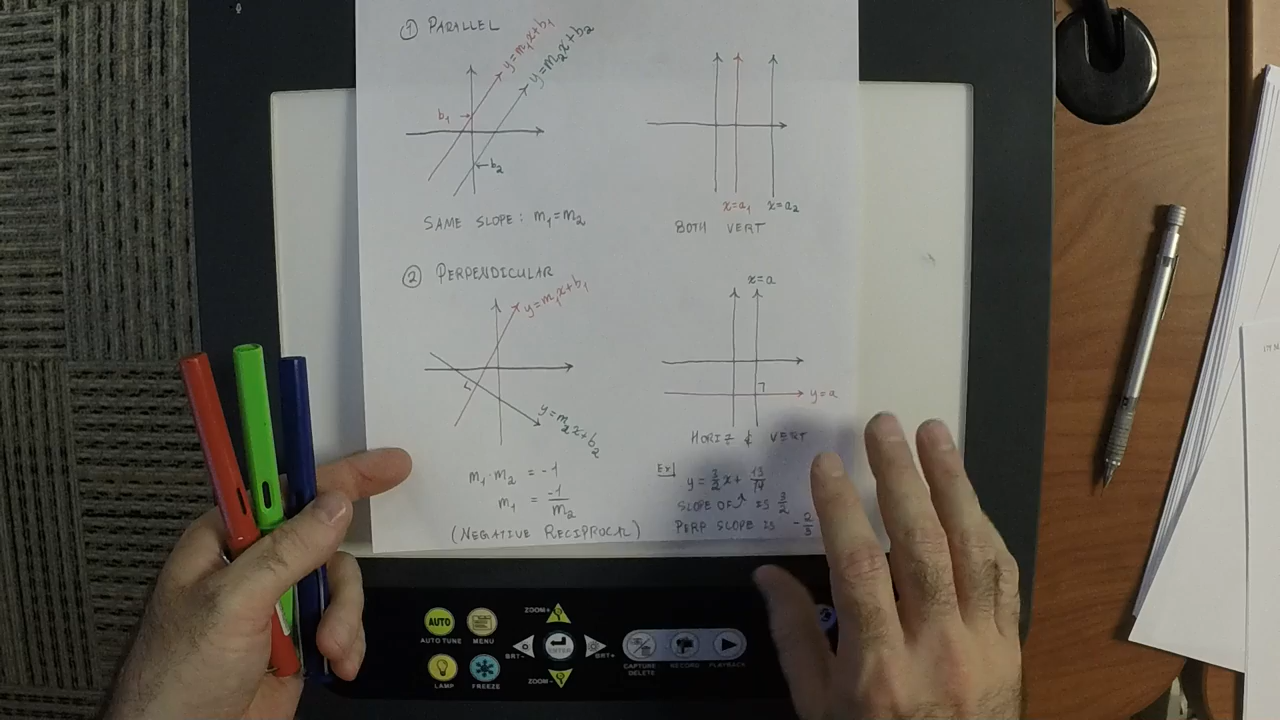 ① PARALLEL
y=m₁x+b₁
y=m₂x+b₂
b₁
b₂
SAME SLOPE: m₁=m₂
x=a₁
x=a₂
BOTH VERT
② PERPENDICULAR
y=m₁x+b₁
y=m₂x+b₂
m₁·m₂ = -1
m₁ = -1/m₂
(NEGATIVE RECIPROCAL)
x=a
y=a
HORIZ & VERT
Ex)
y=3/2x+13/14
SLOPE OF ↑ IS 3/2
PERP SLOPE IS -2/3
AUTO
AUTO TUNE
MENU
LAMP
FREEZE
ZOOM+
BRT-
ENTER
BRT+
ZOOM-
CAPTURE
DELETE
RECORD
PLAYBACK